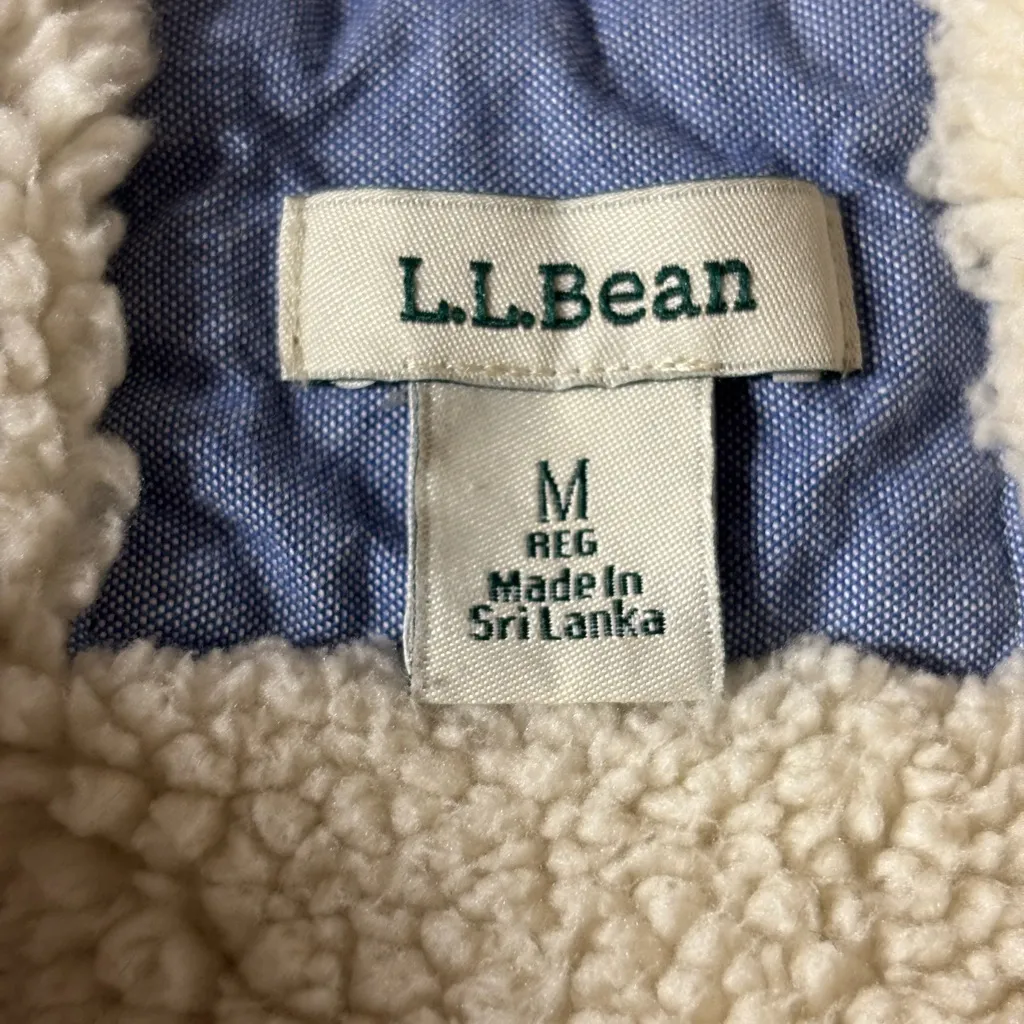 L.L.Bean
M
REG
Made In
Sri Lanka